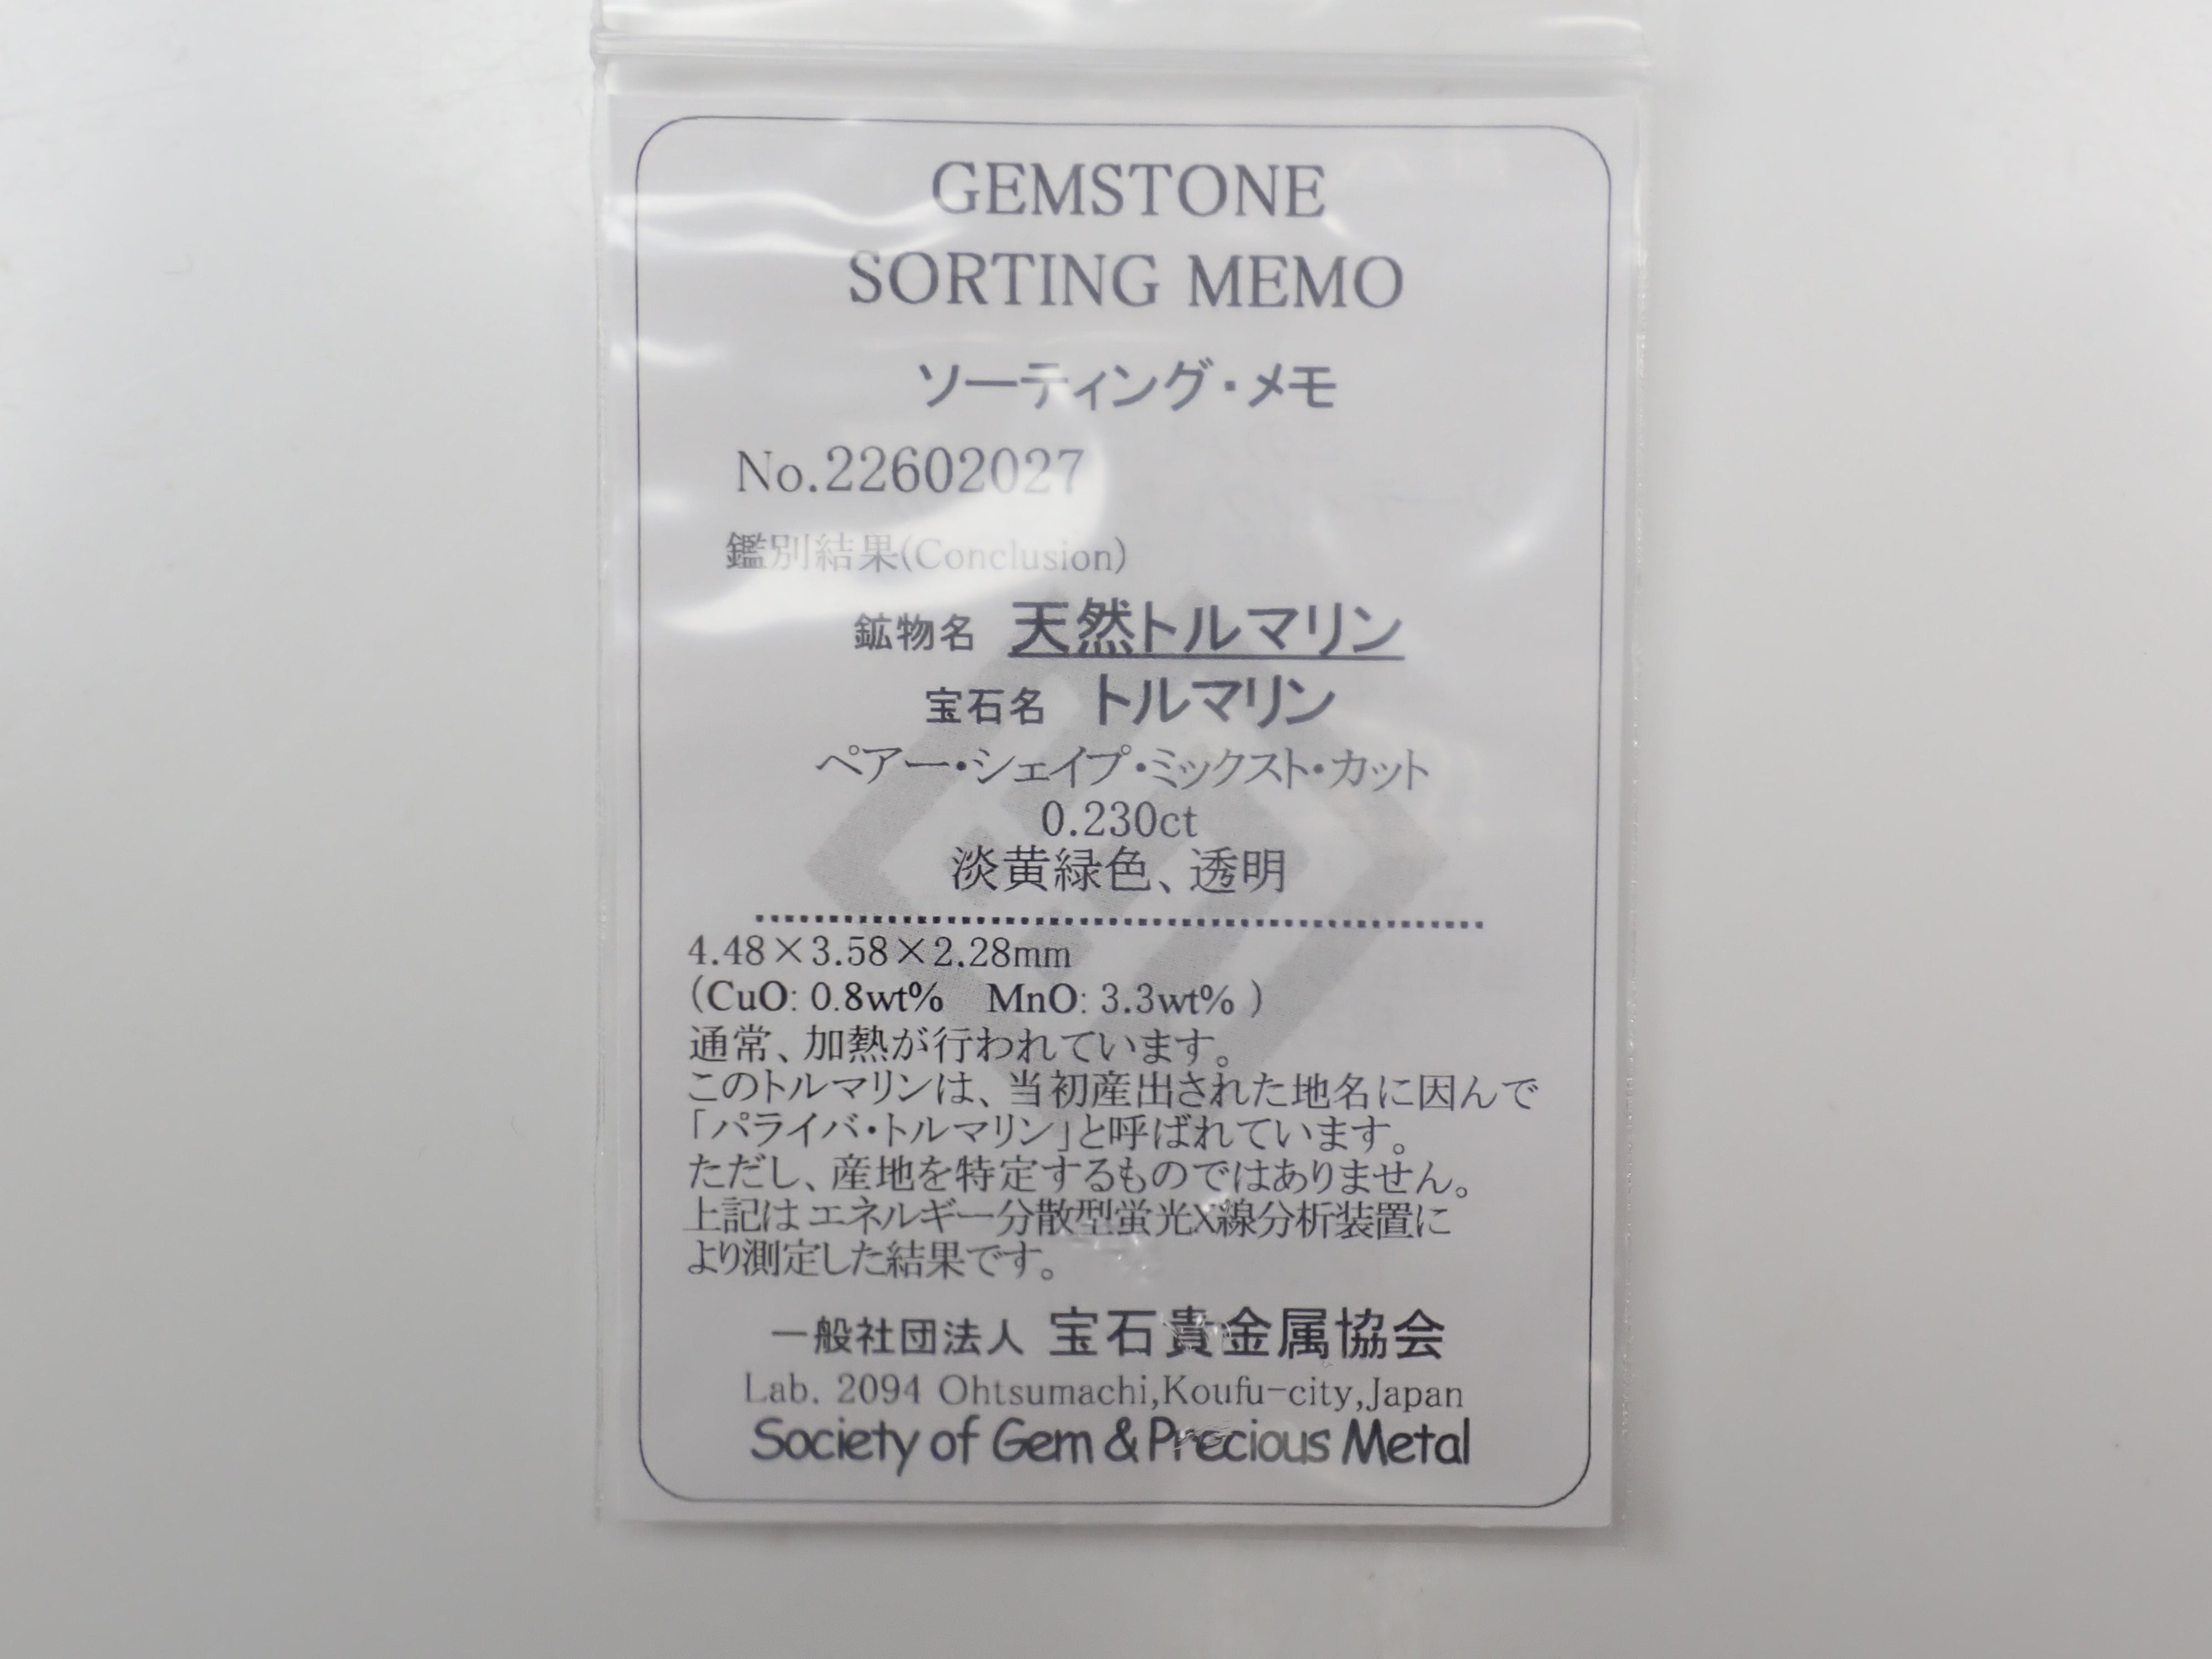 GEMSTONE
SORTING MEMO
ソーティング・メモ
No.22602027
鑑別結果(Conclusion)
鉱物名 天然トルマリン
宝石名 トルマリン
ペアー・シェイプ・ミックスト・カット
0.230ct
淡黄緑色、透明
4.48×3.58×2.28mm
(CuO: 0.8wt% MnO: 3.3wt% )
通常、加熱が行われています。
このトルマリンは、当初産出された地名に因んで
「パライバ・トルマリン」と呼ばれています。
ただし、産地を特定するものではありません。
上記はエネルギー分散型蛍光X線分析装置に
より測定した結果です。
一般社団法人 宝石貴金属協会
Lab. 2094 Ohtsumachi,Koufu-city,Japan
Society of Gem & Precious Metal